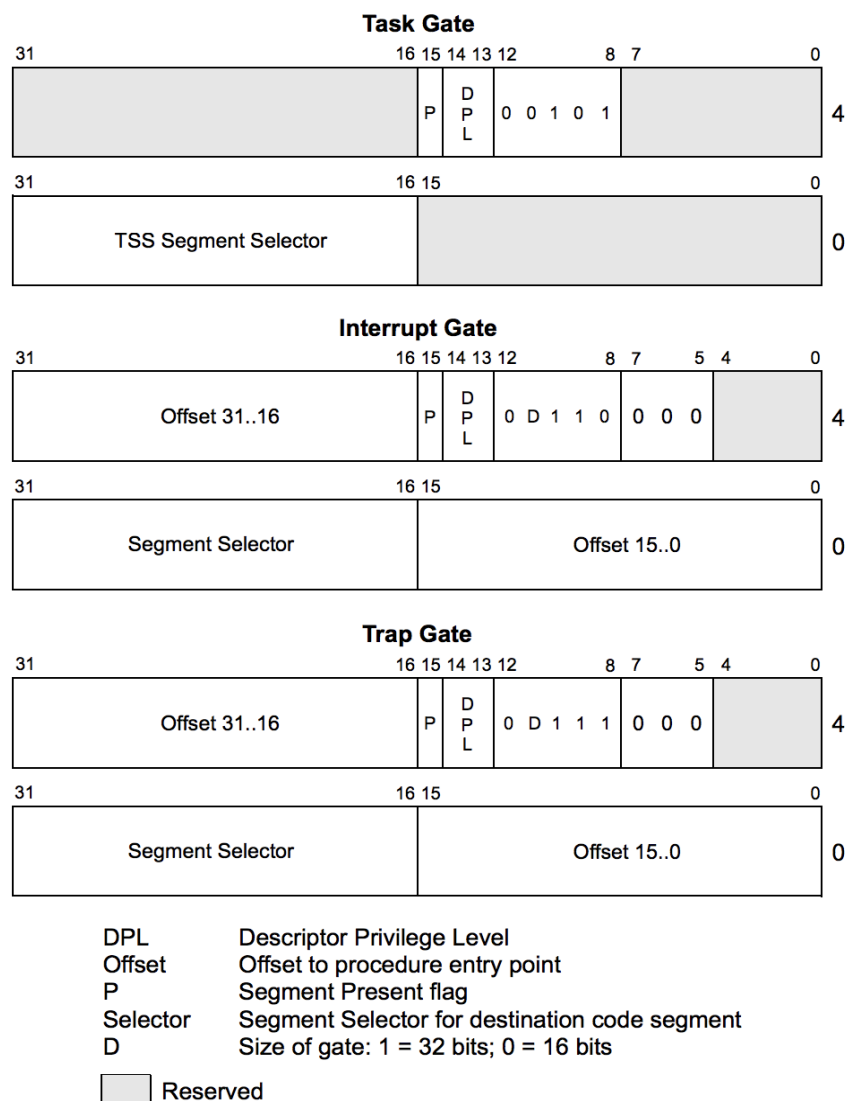 Task Gate
31 16 15 14 13 12 8 7 0
P D P L 0 0 1 0 1 4
31 16 15 0
TSS Segment Selector 0
Interrupt Gate
31 16 15 14 13 12 8 7 5 4 0
Offset 31..16 P D P L 0 D 1 1 0 0 0 0 4
31 16 15 0
Segment Selector Offset 15..0 0
Trap Gate
31 16 15 14 13 12 8 7 5 4 0
Offset 31..16 P D P L 0 D 1 1 1 0 0 0 4
31 16 15 0
Segment Selector Offset 15..0 0
DPL Descriptor Privilege Level
Offset Offset to procedure entry point
P Segment Present flag
Selector Segment Selector for destination code segment
D Size of gate: 1 = 32 bits; 0 = 16 bits
Reserved